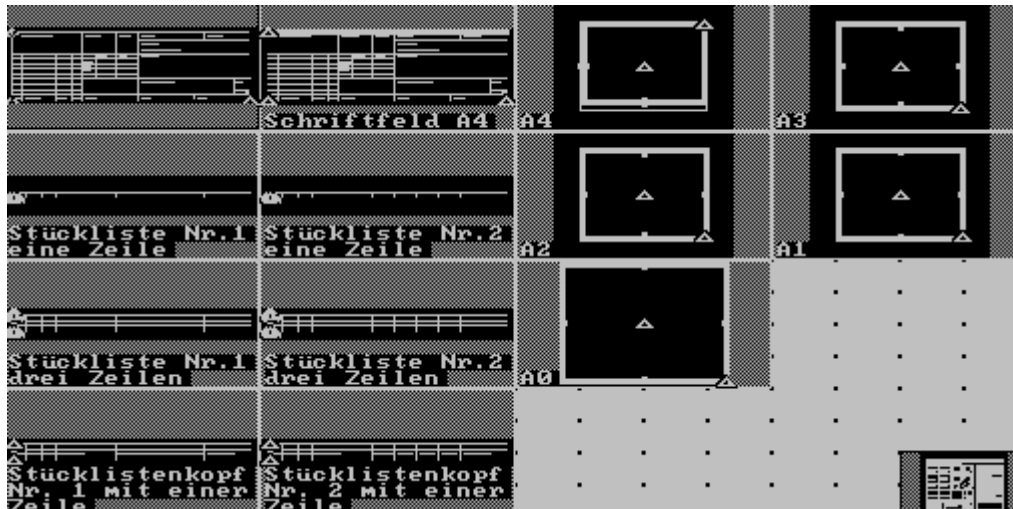 Schriftfeld A4
A4
A3
Stückliste Nr.1
eine Zeile
Stückliste Nr.2
eine Zeile
A2
A1
Stückliste Nr.1
drei Zeilen
Stückliste Nr.2
drei Zeilen
A0
Stücklistenkopf
Nr. 1 mit einer
Zeile
Stücklistenkopf
Nr. 2 mit einer
Zeile